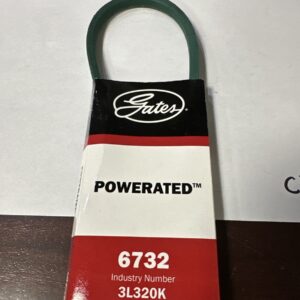 Gates®
POWERATED™
6732
Industry Number
3L320K